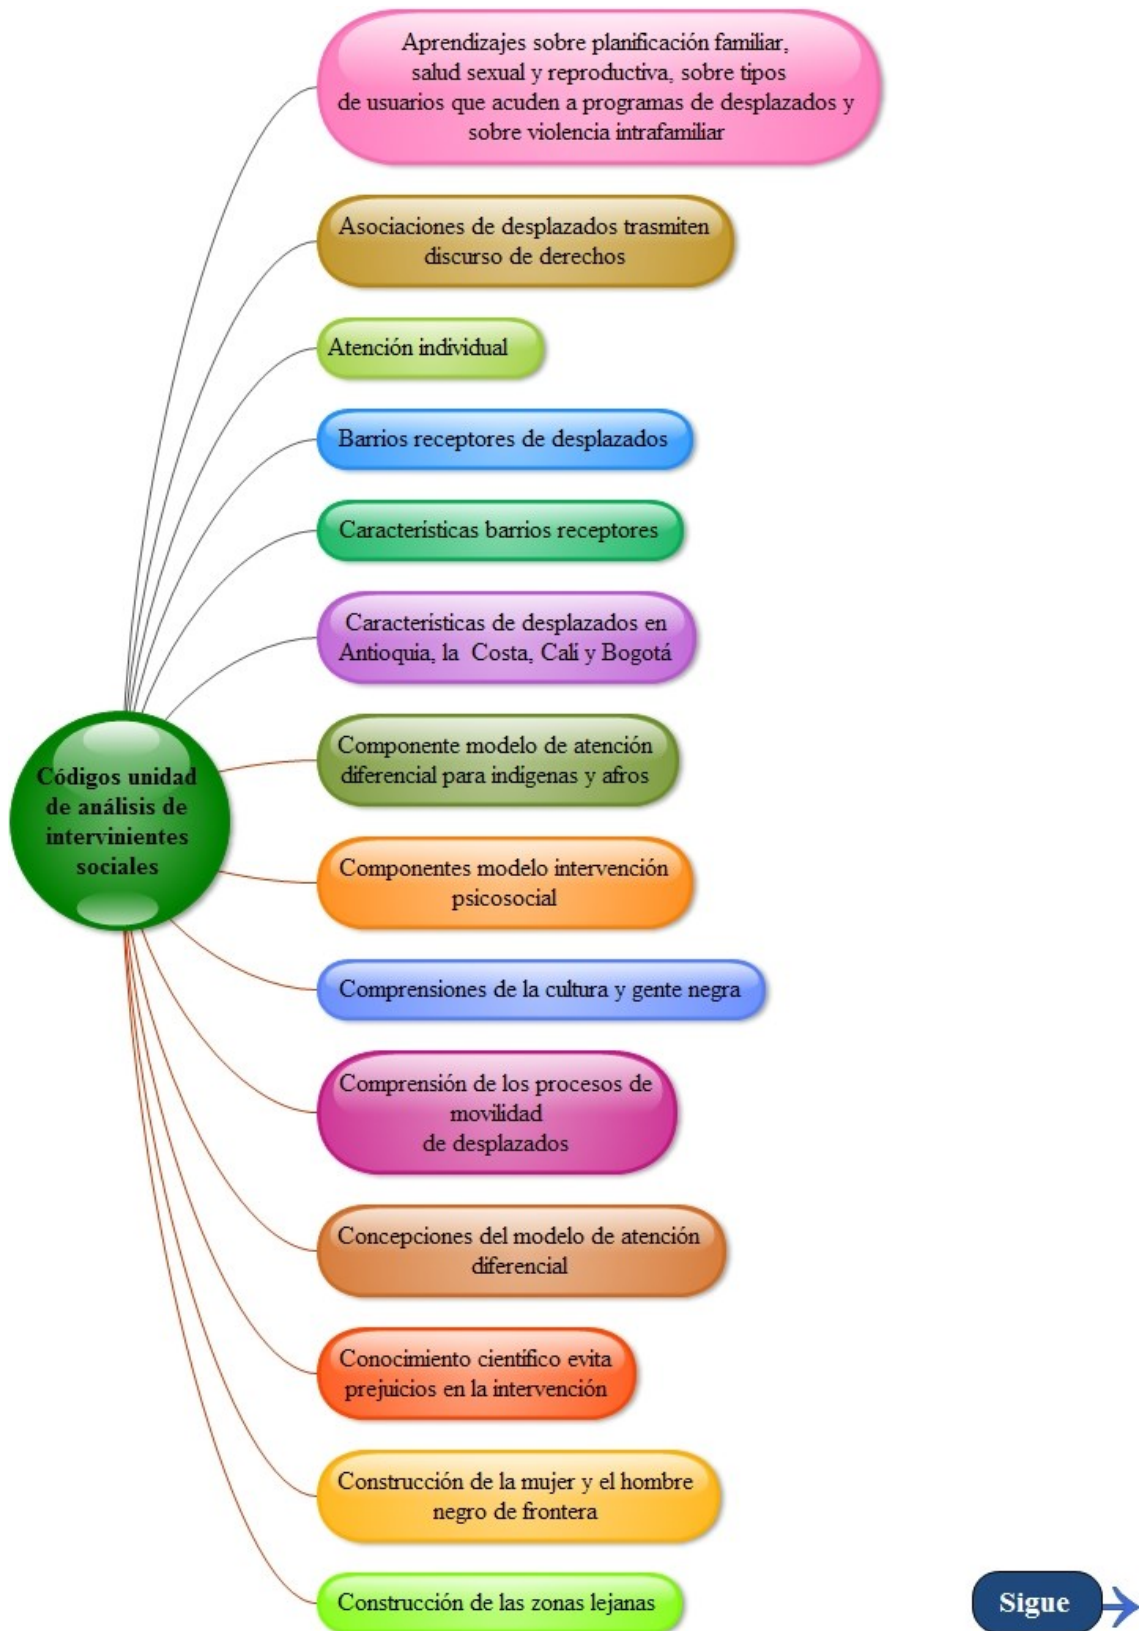 Aprendizajes sobre planificación familiar,
salud sexual y reproductiva, sobre tipos
de usuarios que acuden a programas de desplazados y
sobre violencia intrafamiliar
Asociaciones de desplazados trasmiten
discurso de derechos
Atención individual
Barrios receptores de desplazados
Características barrios receptores
Características de desplazados en
Antioquia, la Costa, Cali y Bogotá
Códigos unidad
de análisis de
intervinientes
sociales
Componente modelo de atención
diferencial para indígenas y afros
Componentes modelo intervención
psicosocial
Comprensiones de la cultura y gente negra
Comprensión de los procesos de
movilidad
de desplazados
Concepciones del modelo de atención
diferencial
Conocimiento científico evita
prejuicios en la intervención
Construcción de la mujer y el hombre
negro de frontera
Construcción de las zonas lejanas
Sigue